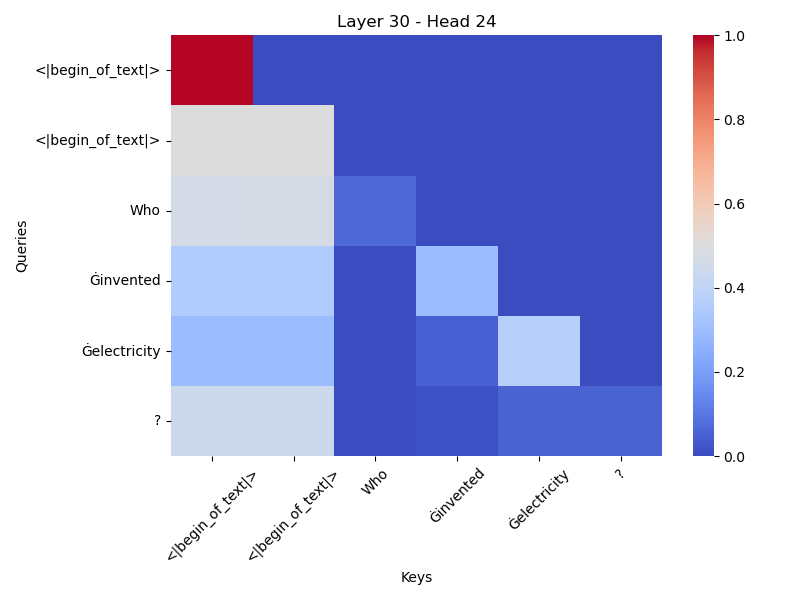 Layer 30 - Head 24
<|begin_of_text|>
<|begin_of_text|>
Who
Ġinvented
Ġelectricity
?
Queries
<|begin_of_text|>
<|begin_of_text|>
Who
Ġinvented
Ġelectricity
?
Keys
1.0
0.8
0.6
0.4
0.2
0.0